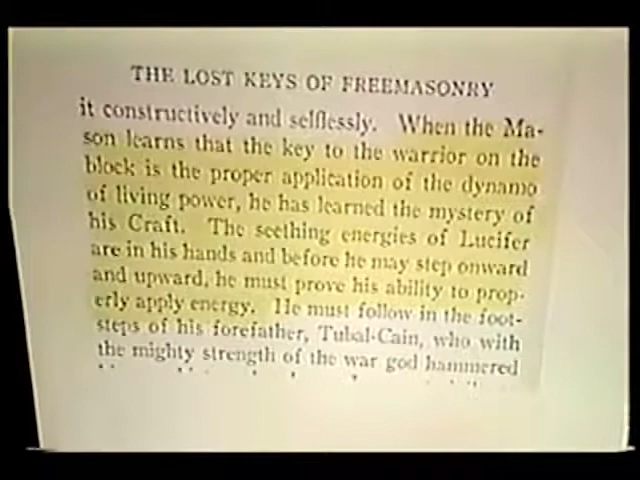 THE LOST KEYS OF FREEMASONRY
it constructively and selflessly. When the Ma-
son learns that the key to the warrior on the
block is the proper application of the dynamo
of living power, he has learned the mystery of
his Craft. The seething energies of Lucifer
are in his hands and before he may step onward
and upward, he must prove his ability to prop-
erly apply energy. He must follow in the foot-
steps of his forefather, Tubal-Cain, who with
the mighty strength of the war god hammered